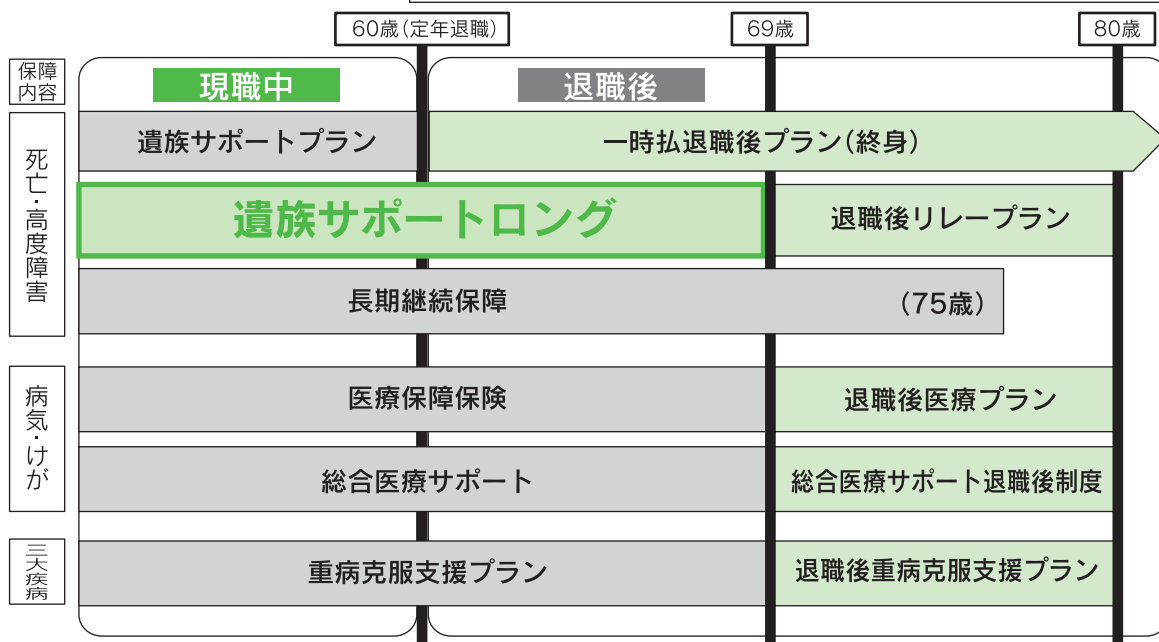 60歳(定年退職)
69歳
80歳
保障
内容
現職中
退職後
死亡・高度障害
遺族サポートプラン
一時払退職後プラン(終身)
遺族サポートロング
退職後リレープラン
長期継続保障
(75歳)
病気・けが
医療保障保険
退職後医療プラン
総合医療サポート
総合医療サポート退職後制度
三大疾病
重病克服支援プラン
退職後重病克服支援プラン